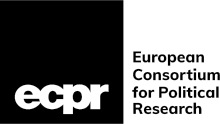 ecpr
European
Consortium
for Political
Research